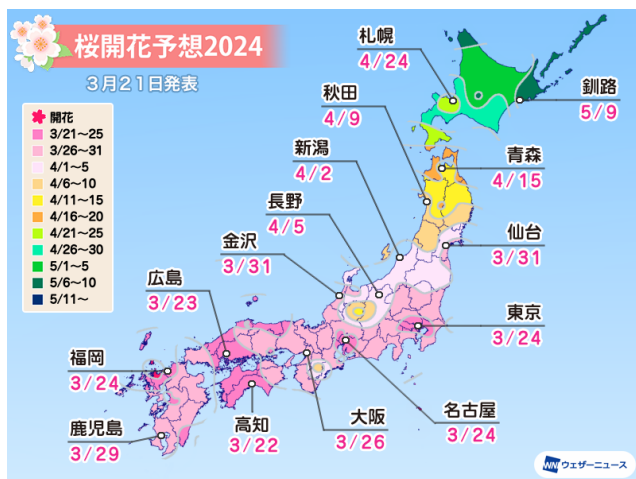 桜開花予想2024
3月21日発表
開花
3/21～25
3/26～31
4/1～5
4/6～10
4/11～15
4/16～20
4/21～25
4/26～30
5/1～5
5/6～10
5/11～
札幌
4/24
釧路
5/9
秋田
4/9
新潟
4/2
青森
4/15
長野
4/5
仙台
3/31
金沢
3/31
広島
3/23
東京
3/24
福岡
3/24
名古屋
3/24
大阪
3/26
高知
3/22
鹿児島
3/29
WN ウェザーニュース